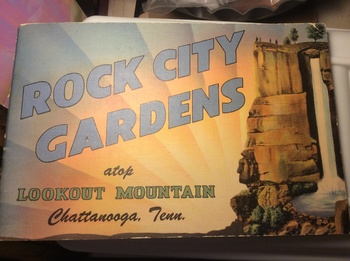 ROCK CITY
GARDENS
atop
LOOKOUT MOUNTAIN
Chattanooga, Tenn.